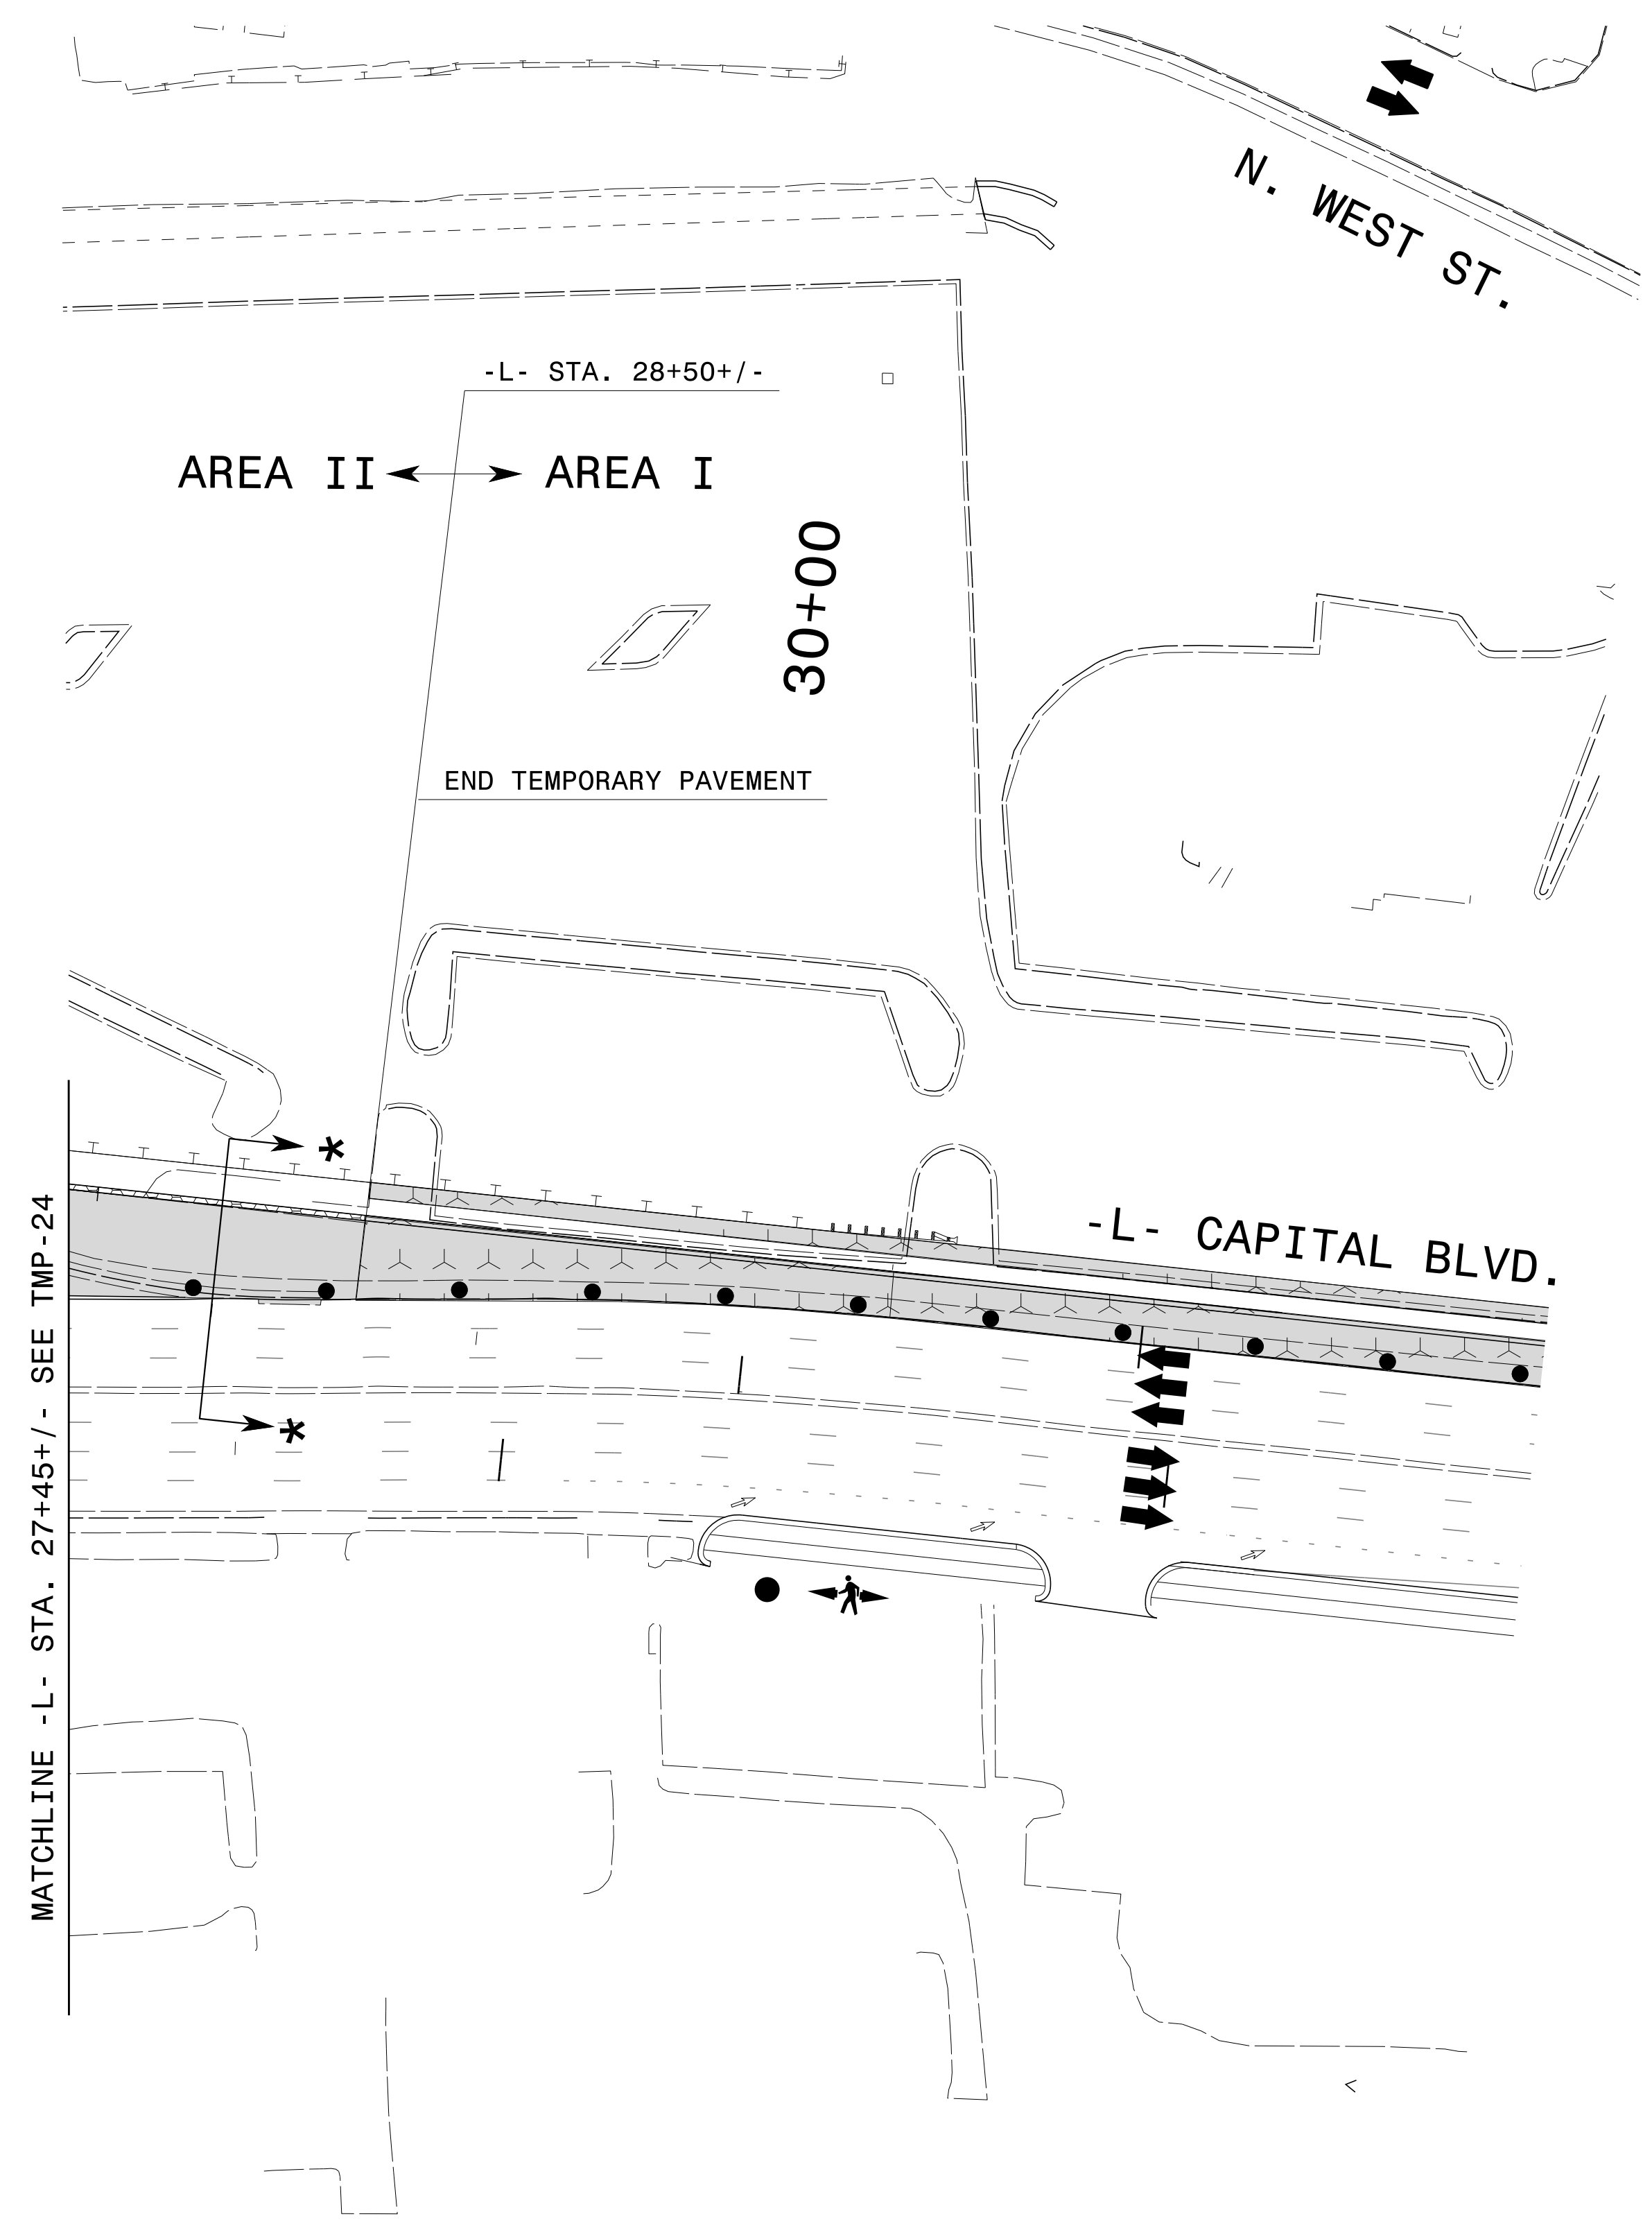 N. WEST ST.
-L- STA. 28+50+/-
AREA II
AREA I
30+00
END TEMPORARY PAVEMENT
*
-L- CAPITAL BLVD.
*
MATCHLINE -L- STA. 27+45+/- SEE TMP-24